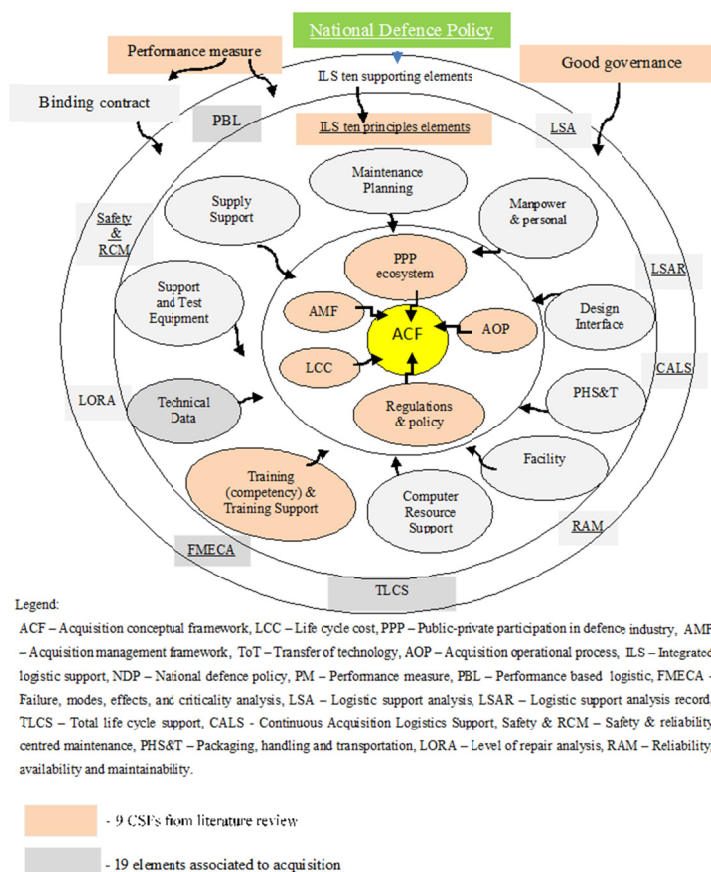 National Defence Policy
Performance measure
Good governance
ILS ten supporting elements
Binding contract
PBL
ILS ten principles elements
LSA
Maintenance
Planning
Supply
Support
Manpower
& personal
Safety
&
RCM
PPP
ecosystem
LSAR
Support
and Test
Equipment
AMF
ACF
AOP
Design
Interface
LCC
CALS
LORA
Technical
Data
Regulations
& policy
PHS&T
Training
(competency) &
Training Support
Computer
Resource
Support
Facility
RAM
FMECA
TLCS
Legend:
ACF – Acquisition conceptual framework, LCC – Life cycle cost, PPP – Public-private participation in defence industry, AMF
– Acquisition management framework, ToT – Transfer of technology, AOP – Acquisition operational process, ILS – Integrated
logistic support, NDP – National defence policy, PM – Performance measure, PBL – Performance based logistic, FMECA -
Failure, modes, effects, and criticality analysis, LSA – Logistic support analysis, LSAR – Logistic support analysis record,
TLCS – Total life cycle support, CALS - Continuous Acquisition Logistics Support, Safety & RCM – Safety & reliability
centred maintenance, PHS&T – Packaging, handling and transportation, LORA – Level of repair analysis, RAM – Reliability,
availability and maintainability.
- 9 CSFs from literature review
- 19 elements associated to acquisition